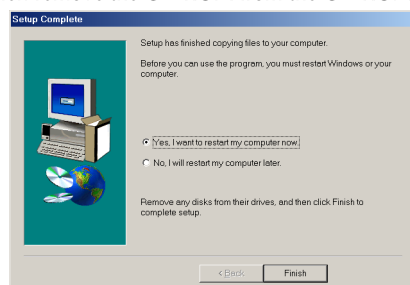 Setup Complete
Setup has finished copying files to your computer.
Before you can use the program, you must restart Windows or your
computer.
Yes, I want to restart my computer now.
No, I will restart my computer later.
Remove any disks from their drives, and then click Finish to
complete setup.
< Back
Finish